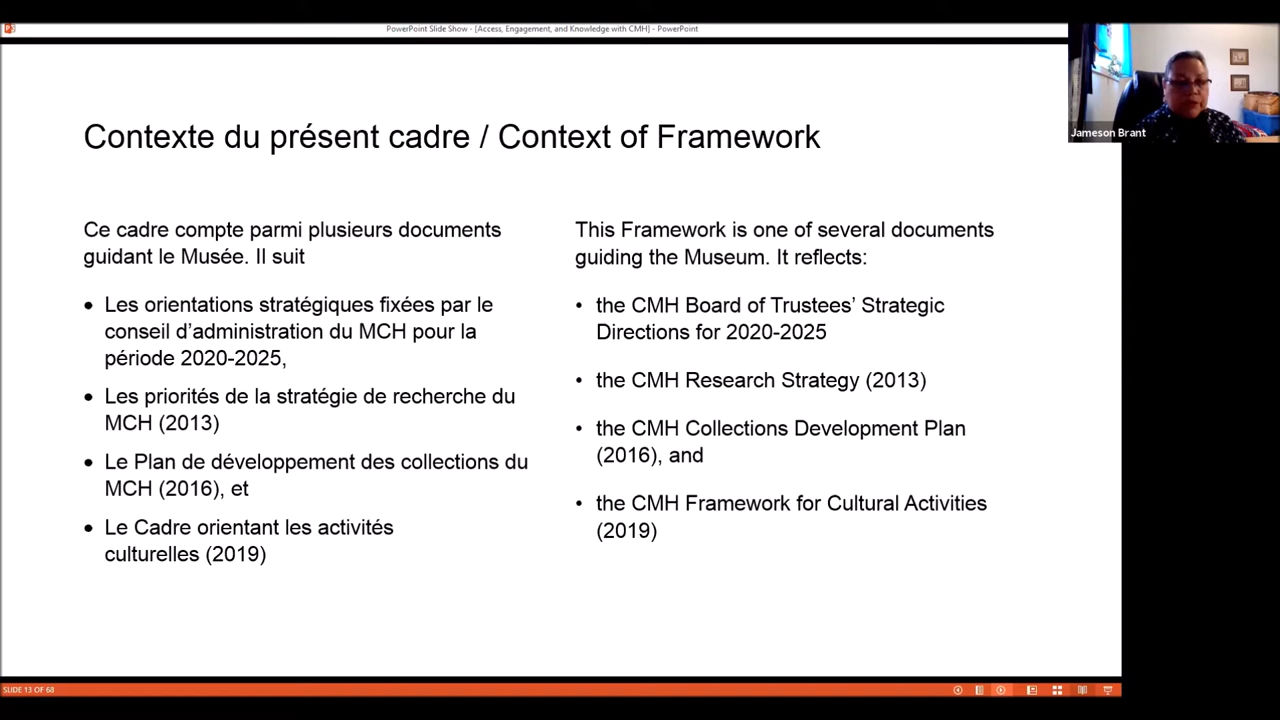 PowerPoint Slide Show - [Access, Engagement, and Knowledge with CMH] - PowerPoint
Jameson Brant
Contexte du présent cadre / Context of Framework
Ce cadre compte parmi plusieurs documents
guidant le Musée. Il suit
• Les orientations stratégiques fixées par le
conseil d’administration du MCH pour la
période 2020-2025,
• Les priorités de la stratégie de recherche du
MCH (2013)
• Le Plan de développement des collections du
MCH (2016), et
• Le Cadre orientant les activités
culturelles (2019)
This Framework is one of several documents
guiding the Museum. It reflects:
• the CMH Board of Trustees’ Strategic
Directions for 2020-2025
• the CMH Research Strategy (2013)
• the CMH Collections Development Plan
(2016), and
• the CMH Framework for Cultural Activities
(2019)
SLIDE 13 OF 68